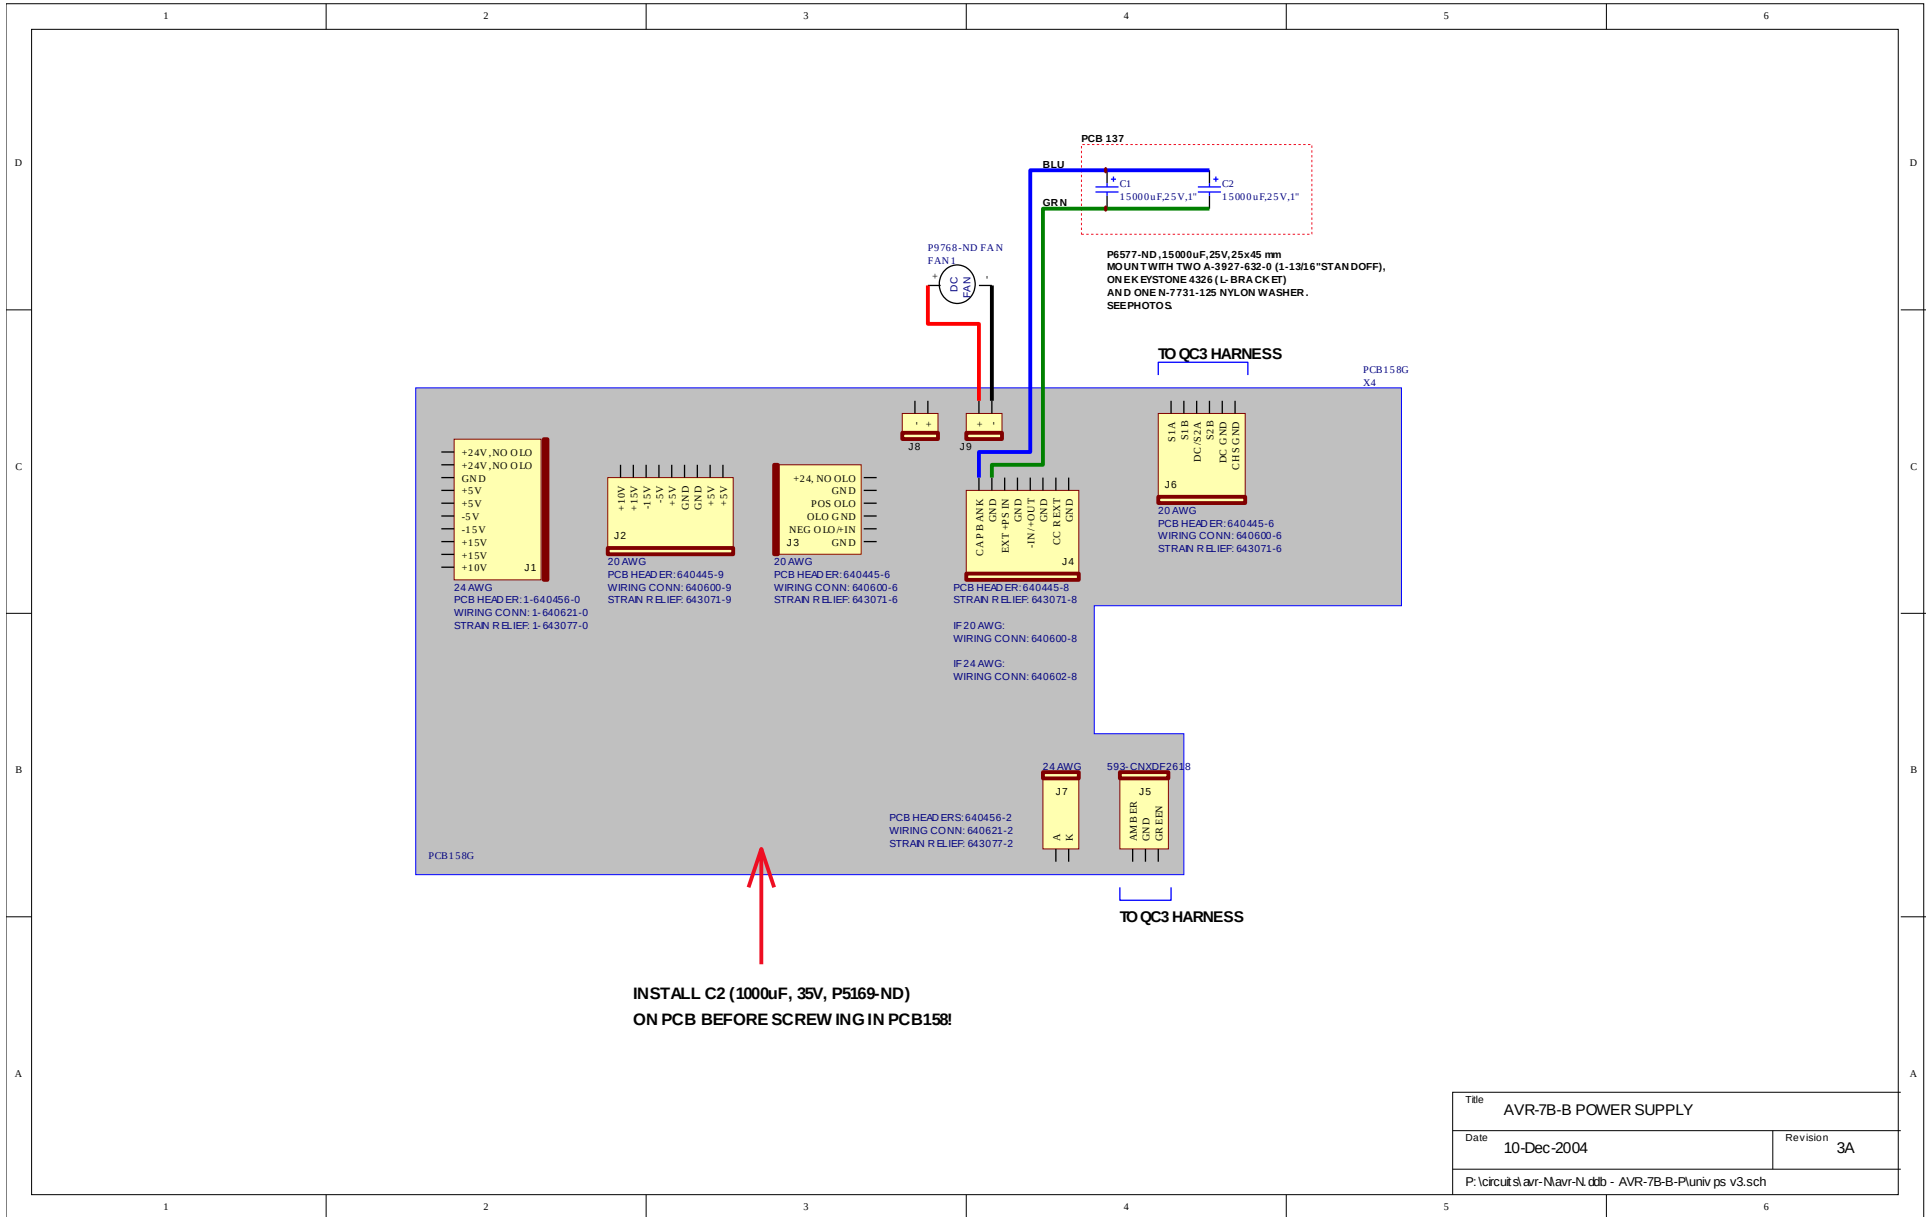 1 2 3 4 5 6
D D
C C
B B
A A
PCB 137
BLU
GRN
+ C1
15000uF,25V,1"
+ C2
15000uF,25V,1"
P6577-ND, 15000uF, 25V, 25x45 mm
MOUNT WITH TWO A-3927-632-0 (1-13/16" STANDOFF),
ONE KEYSTONE 4326 (L-BRACKET)
AND ONE N-7731-125 NYLON WASHER.
SEE PHOTOS.
P9768-ND FAN
FAN1
+ -
DC
FAN
TO QC3 HARNESS
PCB158G
X4
- +
J8
+ -
J9
+24V, NO OLO
+24V, NO OLO
GND
+5V
+5V
-5V
-15V
+15V
+15V
+10V
J1
24 AWG
PCB HEADER: 1-640456-0
WIRING CONN: 1-640621-0
STRAIN RELIEF: 1-643077-0
+10V
+15V
-15V
-5V
+5V
GND
GND
+5V
+5V
J2
20 AWG
PCB HEADER: 640445-9
WIRING CONN: 640600-9
STRAIN RELIEF: 643071-9
+24, NO OLO
GND
POS OLO
OLO GND
NEG OLO/+IN
GND
J3
20 AWG
PCB HEADER: 640445-6
WIRING CONN: 640600-6
STRAIN RELIEF: 643071-6
CAP BANK
GND
EXT +PS IN
GND
-IN/+OUT
GND
CC R EXT
GND
J4
PCB HEADER: 640445-8
STRAIN RELIEF: 643071-8
IF 20 AWG:
WIRING CONN: 640600-8
IF 24 AWG:
WIRING CONN: 640602-8
S1A
S1B
DC/S2A
S2B
DC GND
CHS GND
J6
20 AWG
PCB HEADER: 640445-6
WIRING CONN: 640600-6
STRAIN RELIEF: 643071-6
24 AWG
J7
A
K
593-CNXDF2618
J5
AMBER
GND
GREEN
PCB HEADERS: 640456-2
WIRING CONN: 640621-2
STRAIN RELIEF: 643077-2
PCB158G
TO QC3 HARNESS
INSTALL C2 (1000uF, 35V, P5169-ND)
ON PCB BEFORE SCREWING IN PCB158!
Title AVR-7B-B POWER SUPPLY
Date 10-Dec-2004 Revision 3A
P:\circuits\avr-N\avr-N.ddb - AVR-7B-B-P\univ ps v3.sch
1 2 3 4 5 6